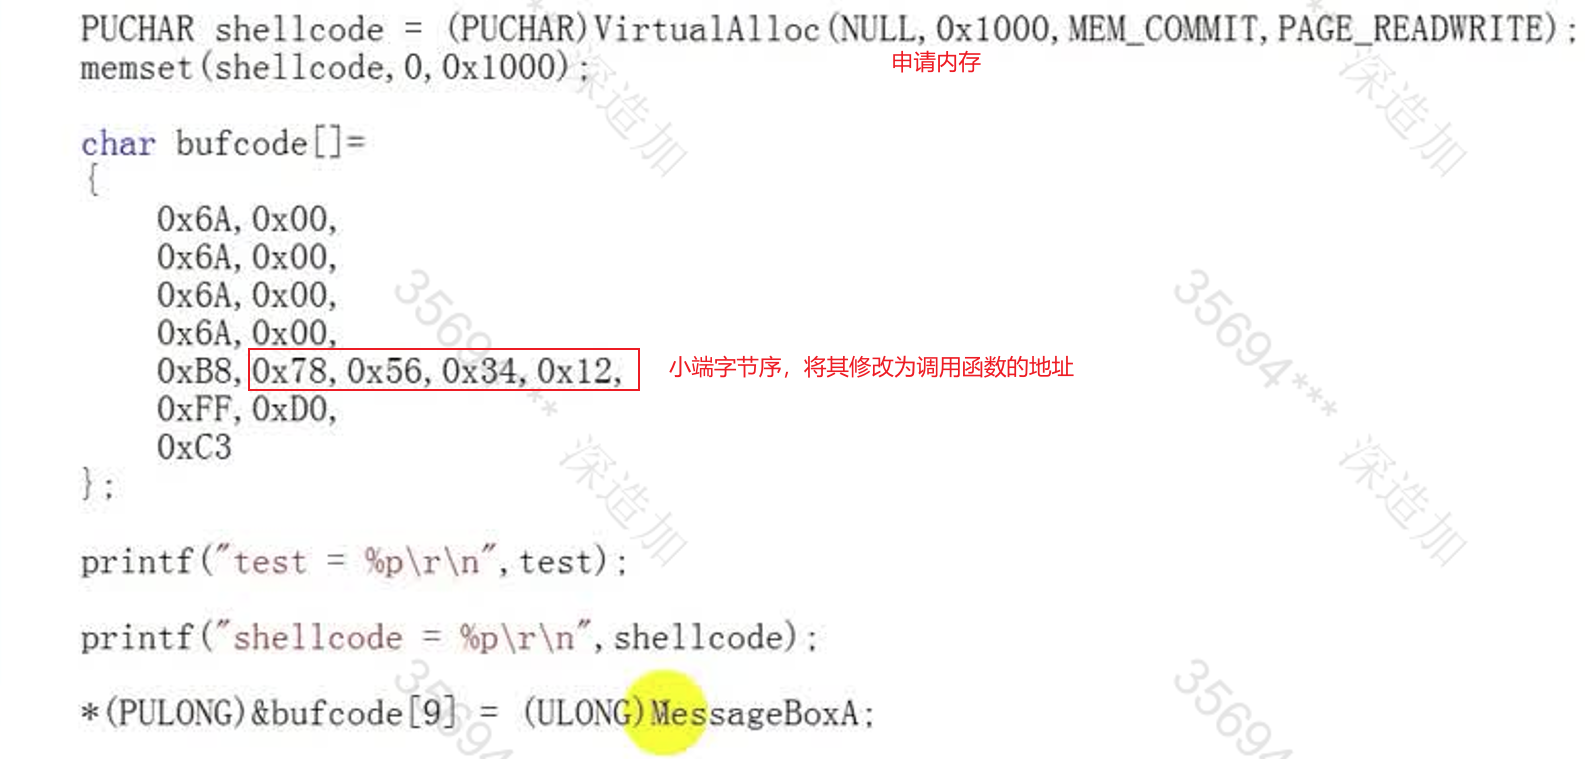 PUCHAR shellcode = (PUCHAR)VirtualAlloc(NULL,0x1000,MEM_COMMIT,PAGE_READWRITE);
memset(shellcode,0,0x1000);
申请内存
char bufcode[]=
{
0x6A,0x00,
0x6A,0x00,
0x6A,0x00,
0x6A,0x00,
0xB8,0x78,0x56,0x34,0x12,
小端字节序，将其修改为调用函数的地址
0xFF,0xD0,
0xC3
};
printf("test = %p\r\n",test);
printf("shellcode = %p\r\n",shellcode);
*(PULONG)&bufcode[9] = (ULONG)MessageBoxA;
深造加
深造加
35694***
35694***
深造加
深造加
35694
35694